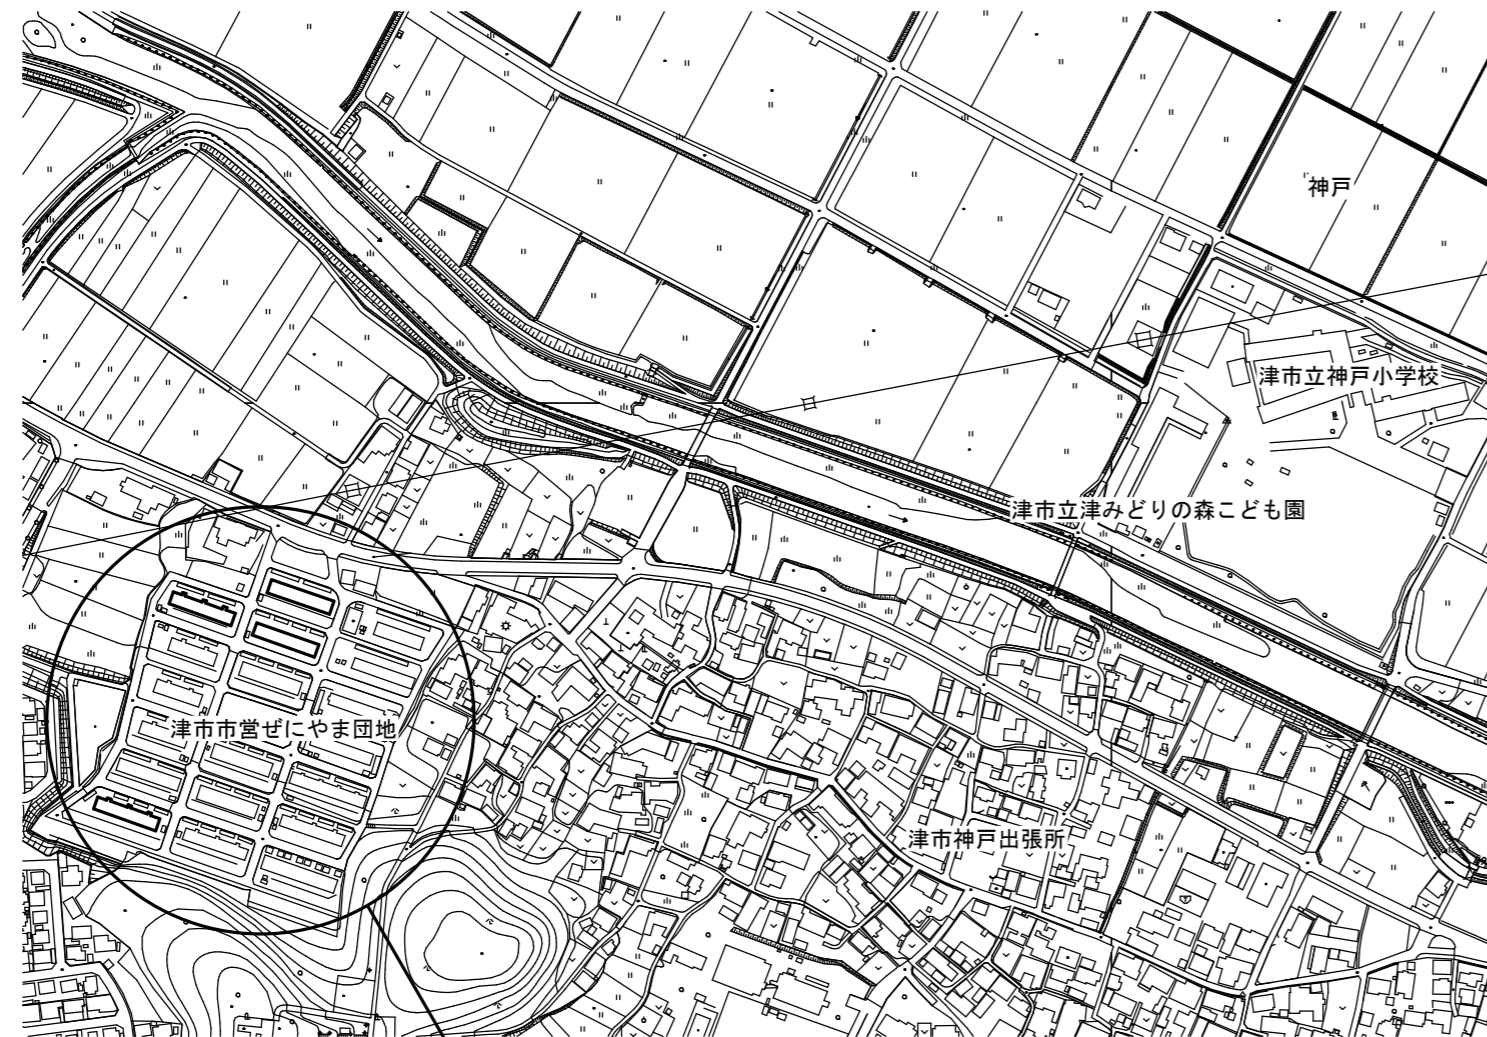 神戸
津市立神戸小学校
津市立津みどりの森こども園
津市市営ぜにやま団地
津市神戸出張所